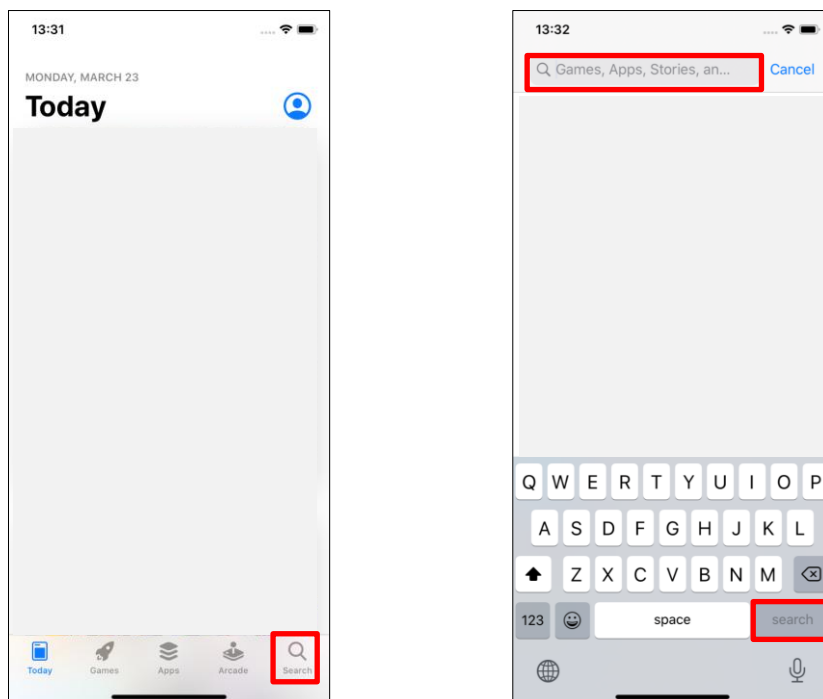 13:31
MONDAY, MARCH 23
Today
Today Games Apps Arcade Search
13:32
Games, Apps, Stories, an... Cancel
Q W E R T Y U I O P
A S D F G H J K L
Z X C V B N M
123 space search